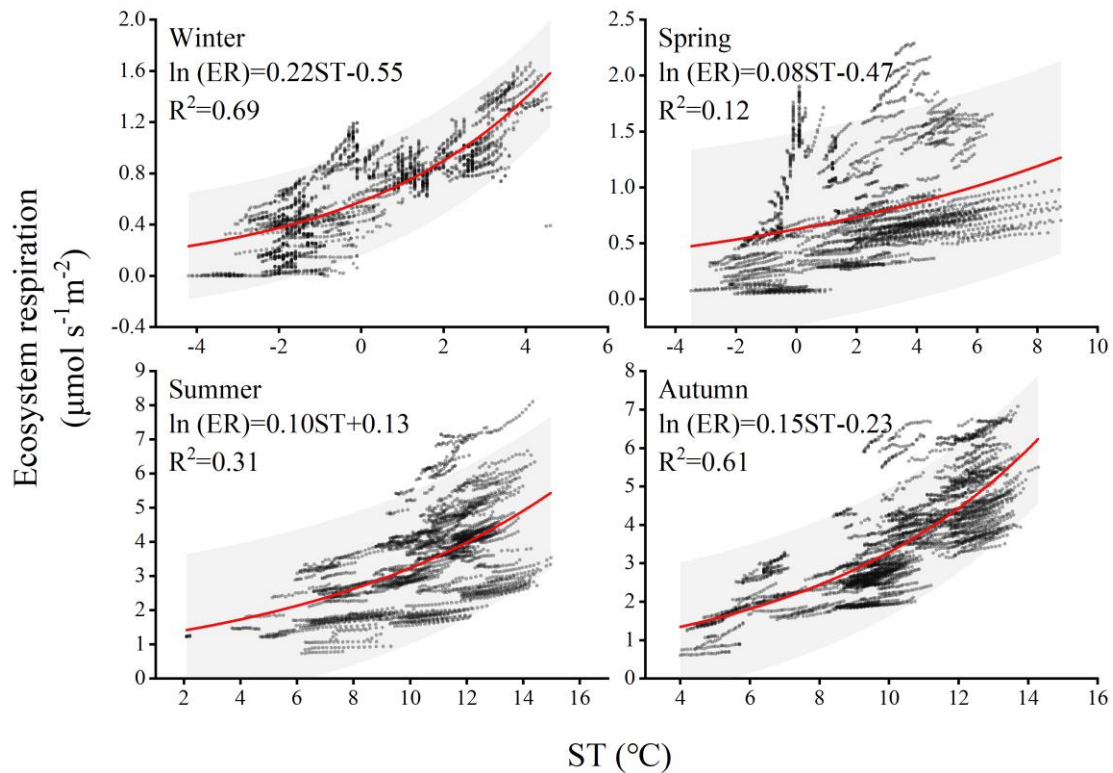 Ecosystem respiration
(μmol s⁻¹m⁻²)
Winter
ln (ER)=0.22ST-0.55
R²=0.69
2.0
1.6
1.2
0.8
0.4
0.0
-0.4
-4 -2 0 2 4 6
Spring
ln (ER)=0.08ST-0.47
R²=0.12
2.5
2.0
1.5
1.0
0.5
0.0
-4 -2 0 2 4 6 8 10
Summer
ln (ER)=0.10ST+0.13
R²=0.31
9
8
7
6
5
4
3
2
1
0
2 4 6 8 10 12 14 16
Autumn
ln (ER)=0.15ST-0.23
R²=0.61
8
7
6
5
4
3
2
1
0
4 6 8 10 12 14 16
ST (℃)